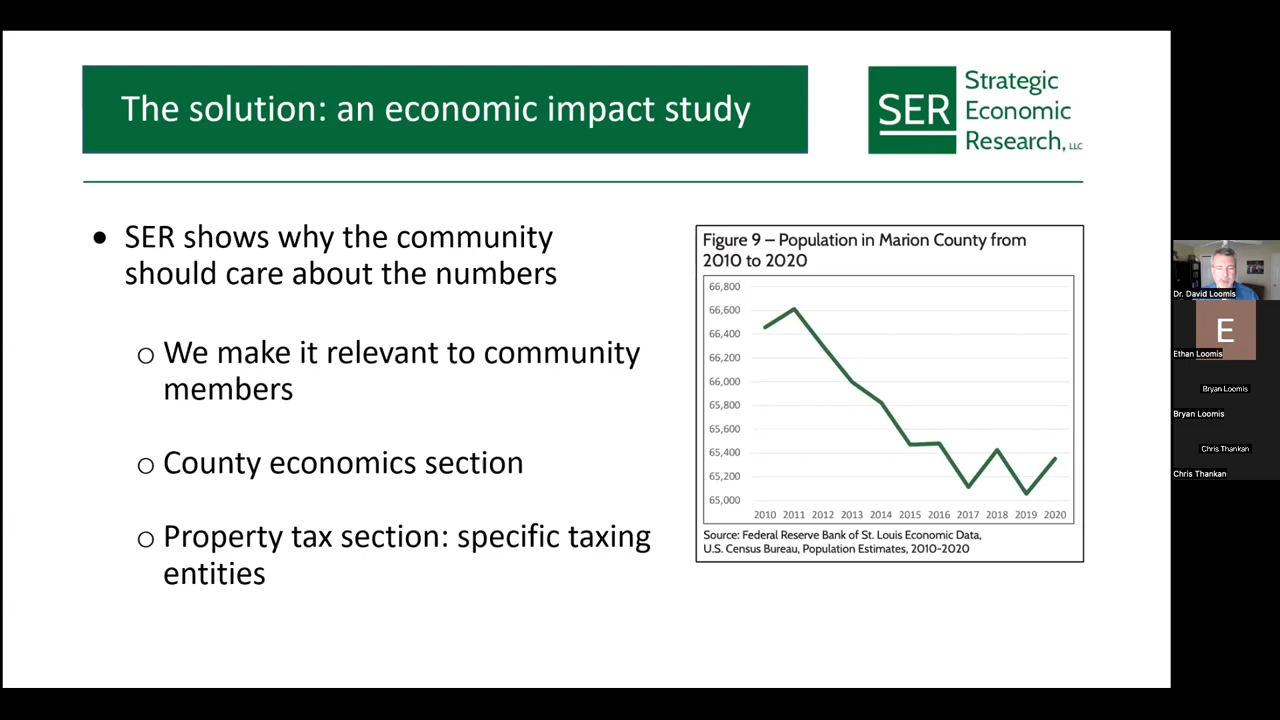 The solution: an economic impact study
SER
Strategic
Economic
Research, LLC
• SER shows why the community
should care about the numbers
o We make it relevant to community
members
o County economics section
o Property tax section: specific taxing
entities
Figure 9 – Population in Marion County from
2010 to 2020
66,800
66,600
66,400
66,200
66,000
65,800
65,600
65,400
65,200
65,000
2010 2011 2012 2013 2014 2015 2016 2017 2018 2019 2020
Source: Federal Reserve Bank of St. Louis Economic Data,
U.S. Census Bureau, Population Estimates, 2010-2020
Dr. David Loomis
E
Ethan Loomis
Bryan Loomis
Bryan Loomis
Chris Thankan
Chris Thankan